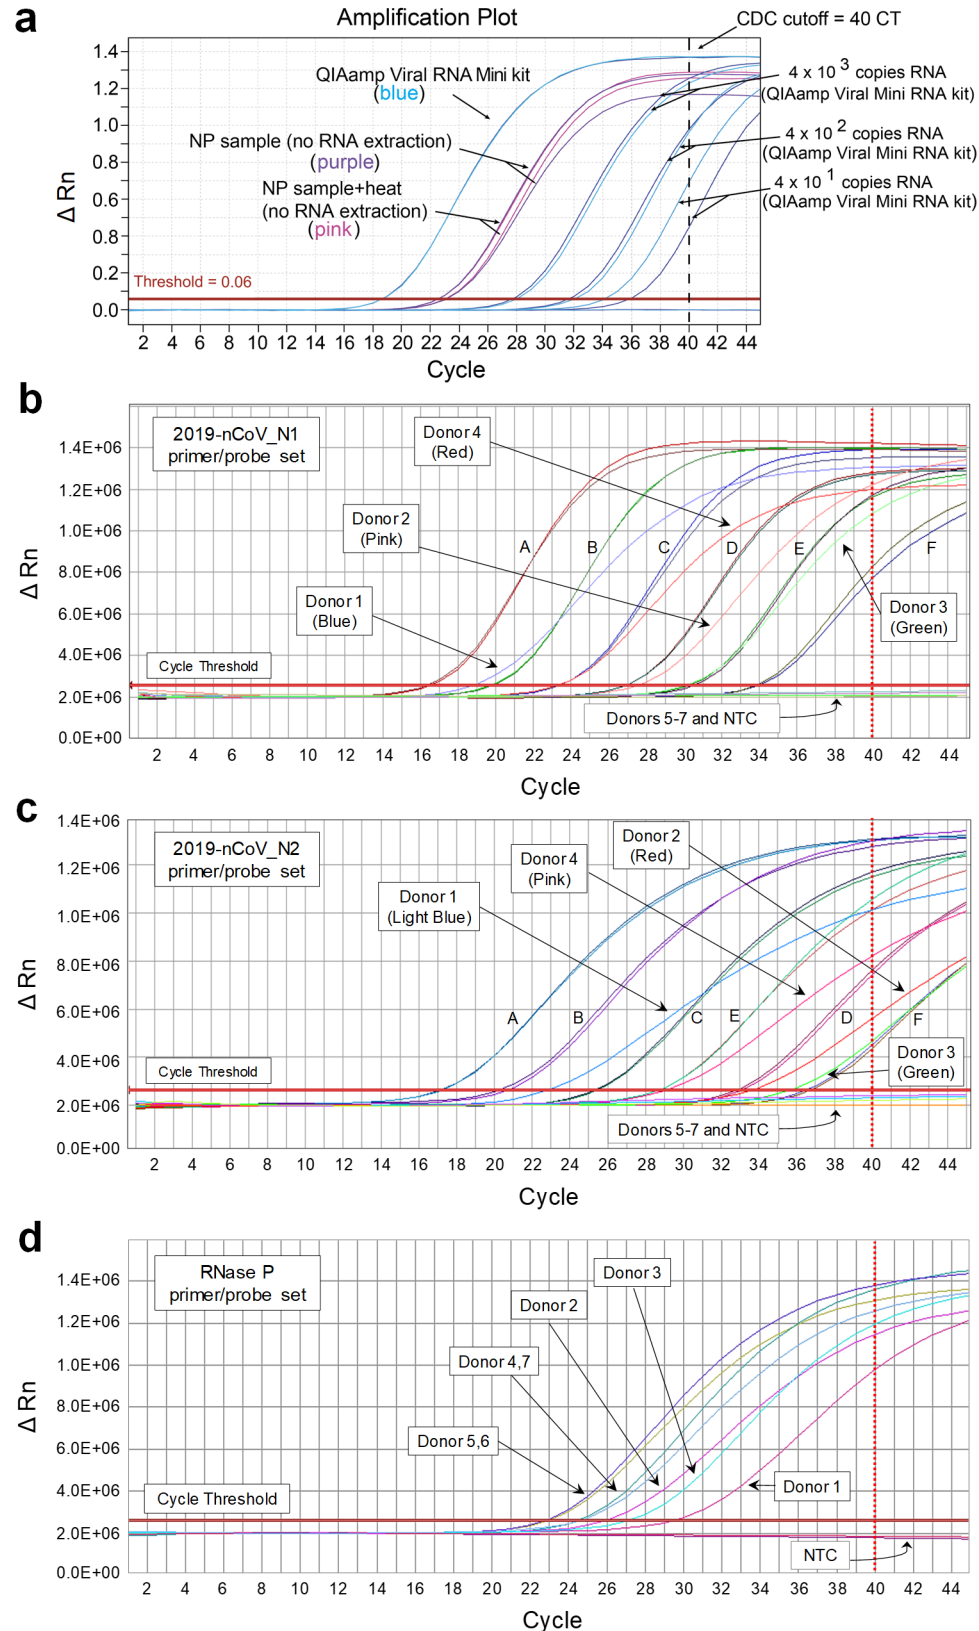 a
Amplification Plot
CDC cutoff = 40 CT
QIAamp Viral RNA Mini kit
(blue)
4 x 10 3 copies RNA
(QIAamp Viral Mini RNA kit)
NP sample (no RNA extraction)
(purple)
4 x 10 2 copies RNA
(QIAamp Viral Mini RNA kit)
NP sample+heat
(no RNA extraction)
(pink)
4 x 10 1 copies RNA
(QIAamp Viral Mini RNA kit)
Threshold = 0.06
Δ Rn
1.4
1.2
1.0
0.8
0.6
0.8
0.2
0.0
2 4 6 8 10 12 14 16 18 20 22 24 26 28 30 32 34 36 38 40 42 44
Cycle
b
2019-nCoV_N1
primer/probe set
Donor 4
(Red)
Donor 2
(Pink)
Donor 1
(Blue)
A B C D E F
Donor 3
(Green)
Cycle Threshold
Donors 5-7 and NTC
Δ Rn
1.4E+06
1.2E+06
1.0E+06
8.0E+06
6.0E+06
4.0E+06
2.0E+06
0.0E+00
2 4 6 8 10 12 14 16 18 20 22 24 26 28 30 32 34 36 38 40 42 44
Cycle
c
2019-nCoV_N2
primer/probe set
Donor 2
(Red)
Donor 4
(Pink)
Donor 1
(Light Blue)
A B C E D F
Donor 3
(Green)
Cycle Threshold
Donors 5-7 and NTC
Δ Rn
1.4E+06
1.2E+06
1.0E+06
8.0E+06
6.0E+06
4.0E+06
2.0E+06
0.0E+00
2 4 6 8 10 12 14 16 18 20 22 24 26 28 30 32 34 36 38 40 42 44
Cycle
d
RNase P
primer/probe set
Donor 3
Donor 2
Donor 4,7
Donor 5,6
Donor 1
Cycle Threshold
NTC
Δ Rn
1.4E+06
1.2E+06
1.0E+06
8.0E+06
6.0E+06
4.0E+06
2.0E+06
0.0E+00
2 4 6 8 10 12 14 16 18 20 22 24 26 28 30 32 34 36 38 40 42 44
Cycle